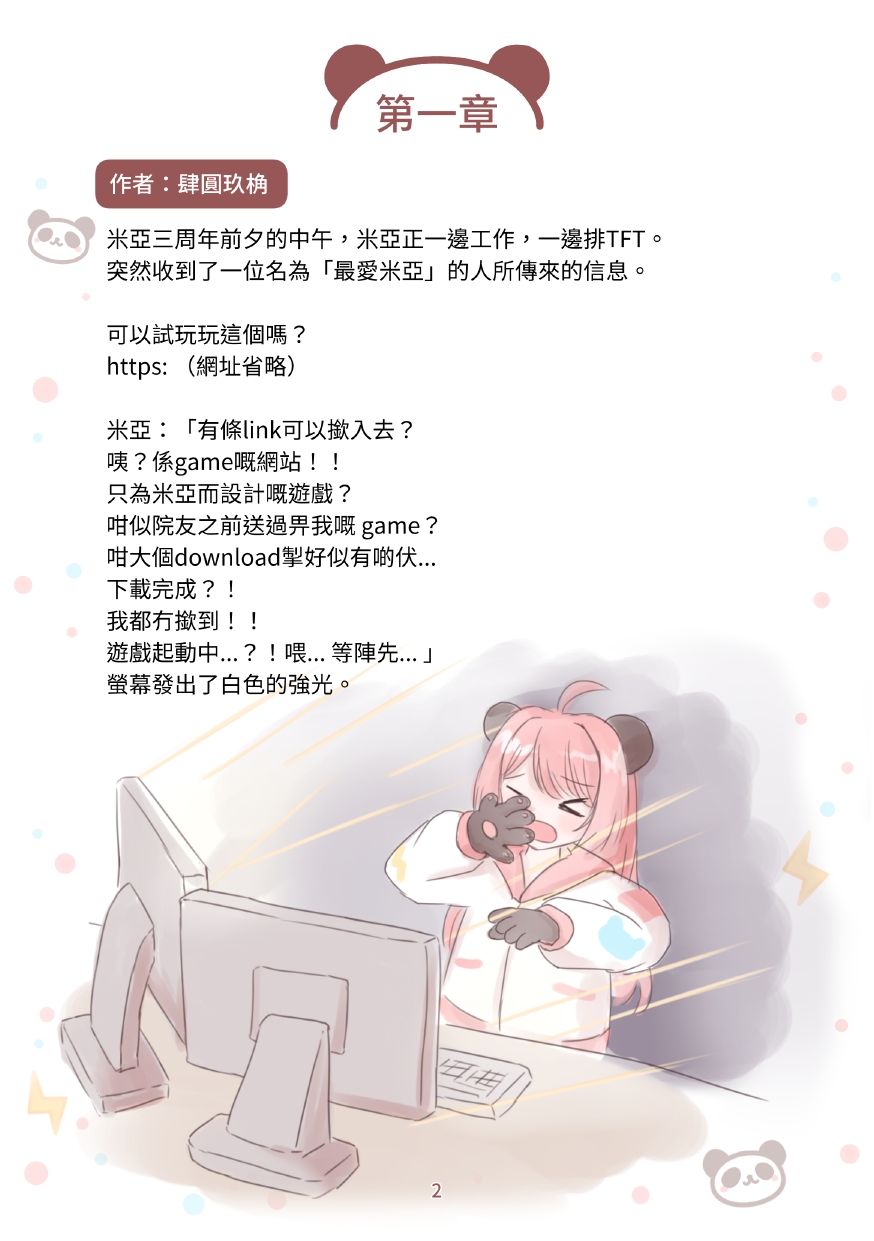 第一章
作者：肆圓玖桷
米亞三周年前夕的中午，米亞正一邊工作，一邊排TFT。
突然收到了一位名為「最愛米亞」的人所傳來的信息。
可以試玩玩這個嗎？
https: （網址省略）
米亞：「有條link可以撳入去？
咦？係game嘅網站！！
只為米亞而設計嘅遊戲？
咁似院友之前送過畀我嘅 game？
咁大個download掣好似有啲伏...
下載完成？！
我都冇撳到！！
遊戲起動中...？！喂... 等陣先... 」
螢幕發出了白色的強光。
2